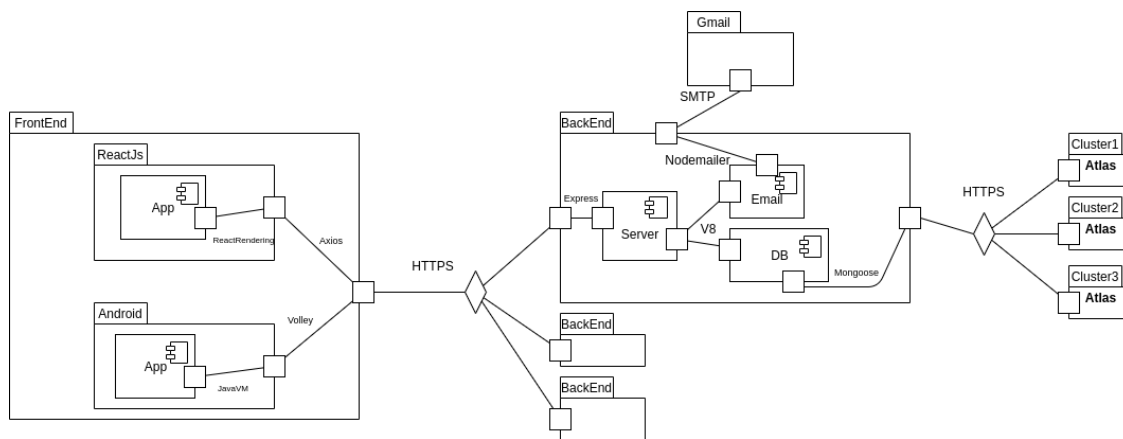 Gmail
SMTP
FrontEnd
BackEnd
ReactJs
App
ReactRendering
Axios
Android
App
JavaVM
Volley
HTTPS
Nodemailer
Express
Server
V8
Email
DB
Mongoose
BackEnd
BackEnd
HTTPS
Cluster1
Atlas
Cluster2
Atlas
Cluster3
Atlas